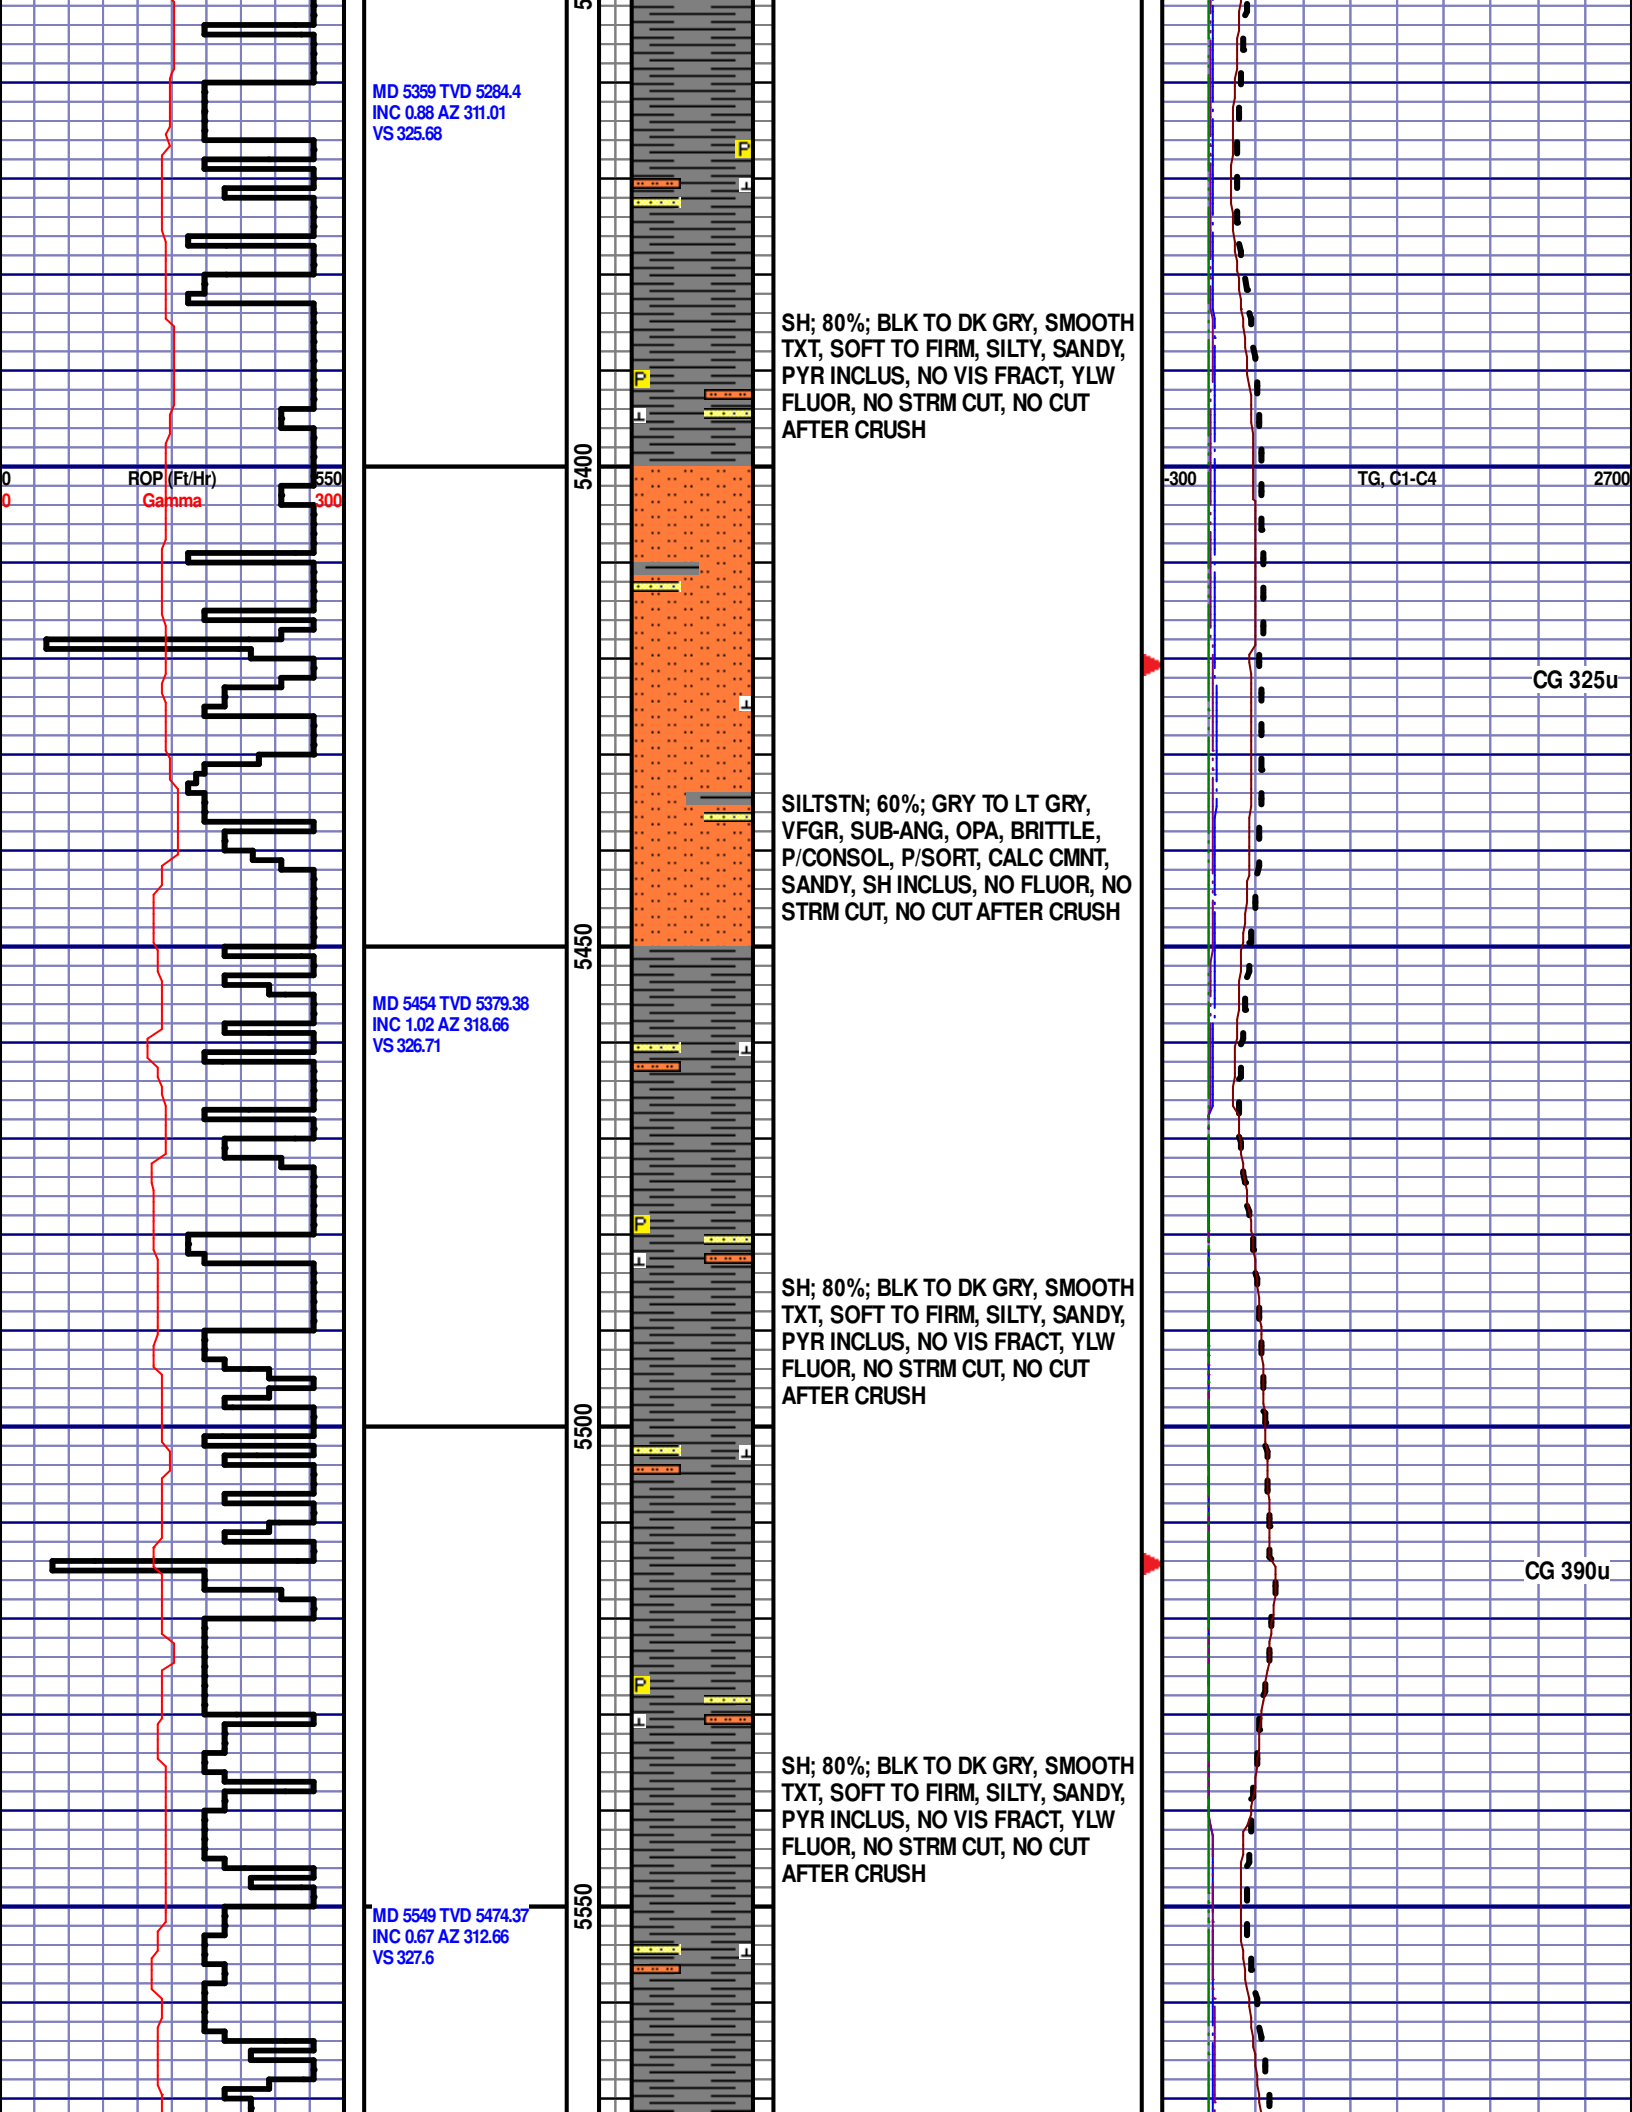 MD 5359 TVD 5284.4
INC 0.88 AZ 311.01
VS 325.68
P
SH; 80%; BLK TO DK GRY, SMOOTH
TXT, SOFT TO FIRM, SILTY, SANDY,
PYR INCLUS, NO VIS FRACT, YLW
FLUOR, NO STRM CUT, NO CUT
AFTER CRUSH
P
5400
0 ROP (Ft/Hr) 550
0 Gamma 300
-300 TG, C1-C4 2700
CG 325u
SILTSTN; 60%; GRY TO LT GRY,
VFGR, SUB-ANG, OPA, BRITTLE,
P/CONSOL, P/SORT, CALC CMNT,
SANDY, SH INCLUS, NO FLUOR, NO
STRM CUT, NO CUT AFTER CRUSH
5450
MD 5454 TVD 5379.38
INC 1.02 AZ 318.66
VS 326.71
P
SH; 80%; BLK TO DK GRY, SMOOTH
TXT, SOFT TO FIRM, SILTY, SANDY,
PYR INCLUS, NO VIS FRACT, YLW
FLUOR, NO STRM CUT, NO CUT
AFTER CRUSH
5500
CG 390u
P
SH; 80%; BLK TO DK GRY, SMOOTH
TXT, SOFT TO FIRM, SILTY, SANDY,
PYR INCLUS, NO VIS FRACT, YLW
FLUOR, NO STRM CUT, NO CUT
AFTER CRUSH
5550
MD 5549 TVD 5474.37
INC 0.67 AZ 312.66
VS 327.6